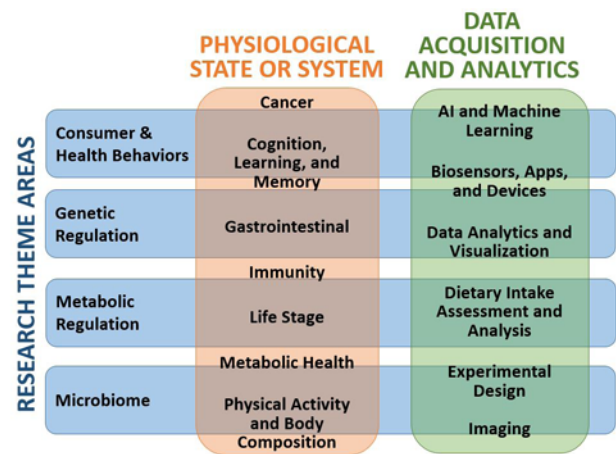 PHYSIOLOGICAL
STATE OR SYSTEM
DATA
ACQUISITION
AND ANALYTICS
RESEARCH THEME AREAS
Consumer &
Health Behaviors
Genetic
Regulation
Metabolic
Regulation
Microbiome
Cancer
Cognition,
Learning, and
Memory
Gastrointestinal
Immunity
Life Stage
Metabolic Health
Physical Activity
and Body
Composition
AI and Machine
Learning
Biosensors, Apps,
and Devices
Data Analytics and
Visualization
Dietary Intake
Assessment and
Analysis
Experimental
Design
Imaging